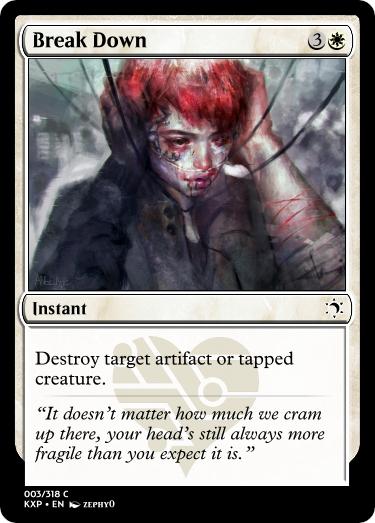 Break Down 3
Instant
Destroy target artifact or tapped
creature.
“It doesn’t matter how much we cram
up there, your head’s still always more
fragile than you expect it is.”
003/318 C
KXP • EN ZEPHY0